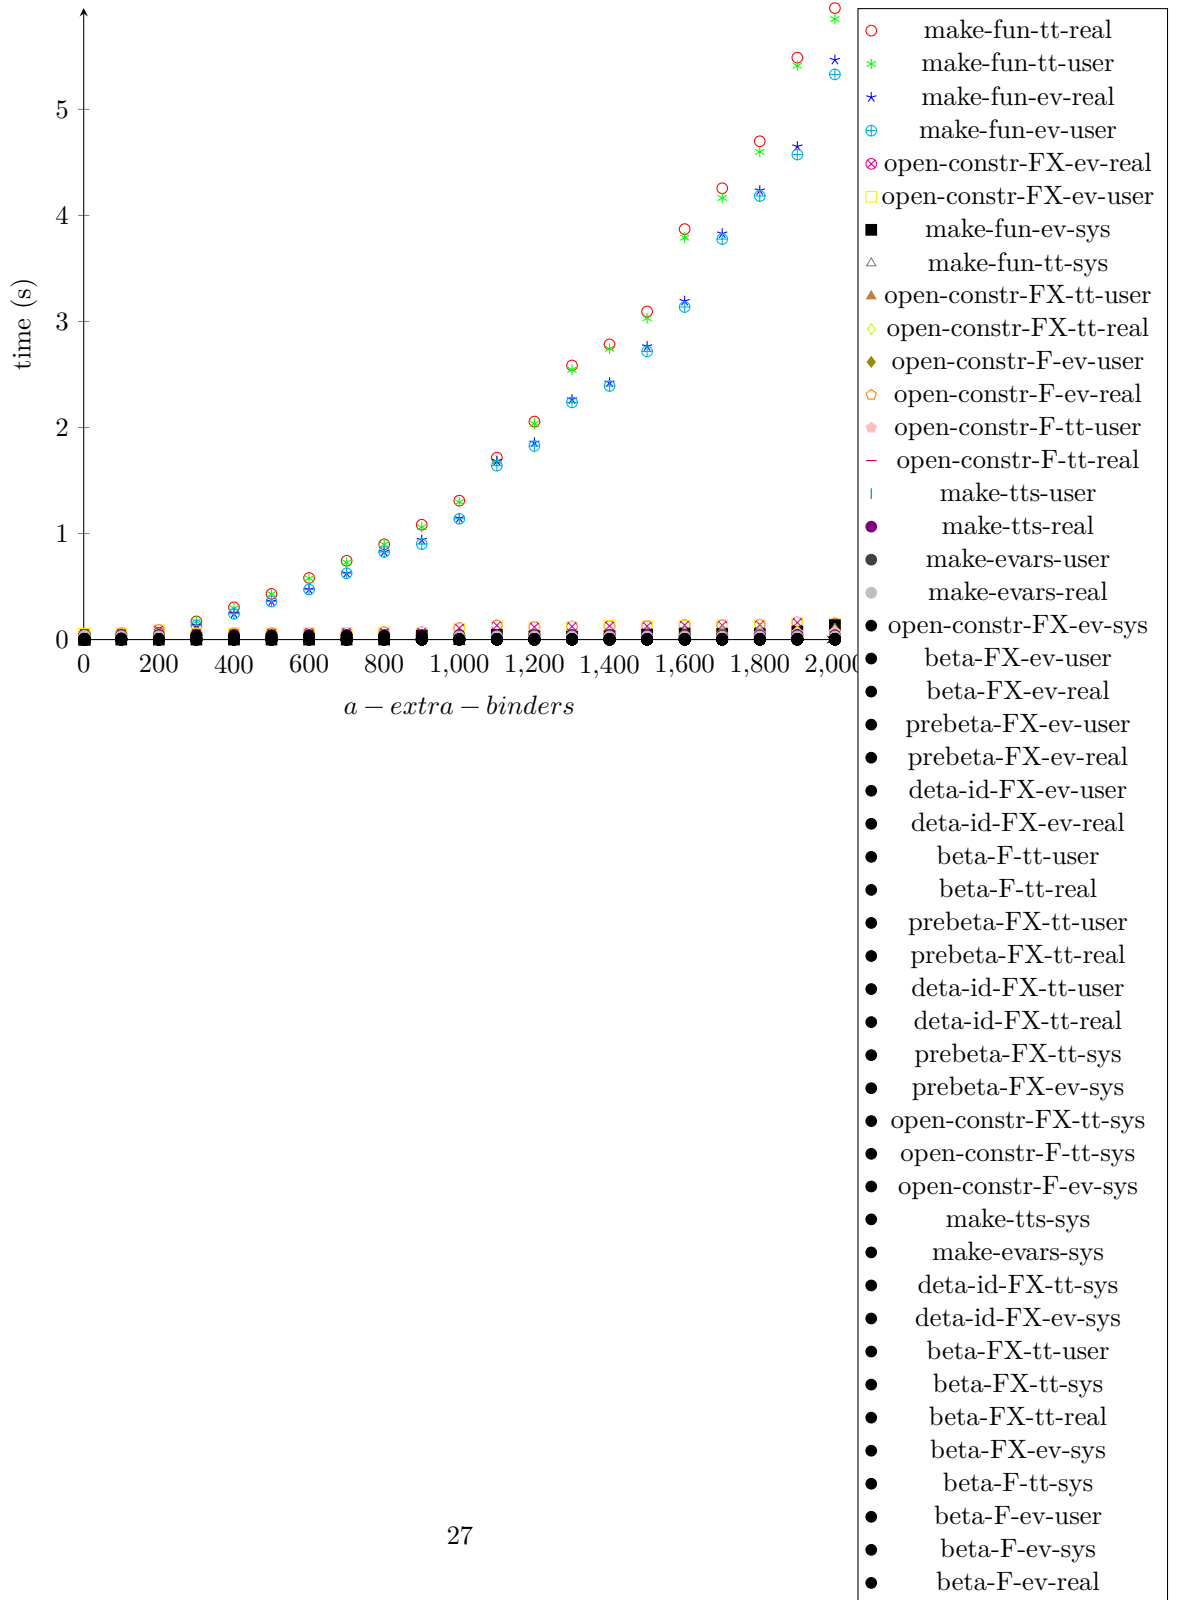 5
4
3
2
1
0
time (s)
0 200 400 600 800 1,000 1,200 1,400 1,600 1,800 2,000
a − extra − binders
make-fun-tt-real
make-fun-tt-user
make-fun-ev-real
make-fun-ev-user
open-constr-FX-ev-real
open-constr-FX-ev-user
make-fun-ev-sys
make-fun-tt-sys
open-constr-FX-tt-user
open-constr-FX-tt-real
open-constr-F-ev-user
open-constr-F-ev-real
open-constr-F-tt-user
open-constr-F-tt-real
make-tts-user
make-tts-real
make-evars-user
make-evars-real
open-constr-FX-ev-sys
beta-FX-ev-user
beta-FX-ev-real
prebeta-FX-ev-user
prebeta-FX-ev-real
deta-id-FX-ev-user
deta-id-FX-ev-real
beta-F-tt-user
beta-F-tt-real
prebeta-FX-tt-user
prebeta-FX-tt-real
deta-id-FX-tt-user
deta-id-FX-tt-real
prebeta-FX-tt-sys
prebeta-FX-ev-sys
open-constr-FX-tt-sys
open-constr-F-tt-sys
open-constr-F-ev-sys
make-tts-sys
make-evars-sys
deta-id-FX-tt-sys
deta-id-FX-ev-sys
beta-FX-tt-user
beta-FX-tt-sys
beta-FX-tt-real
beta-FX-ev-sys
beta-F-tt-sys
beta-F-ev-user
beta-F-ev-sys
beta-F-ev-real
27